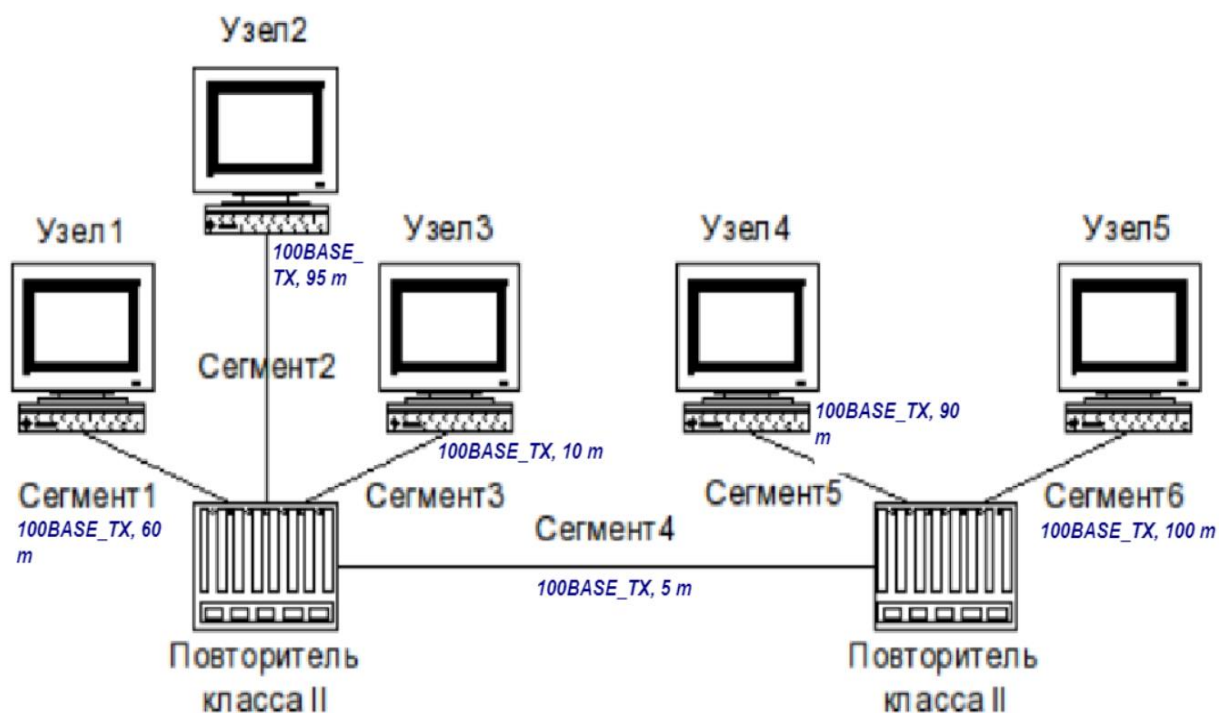 Узел2
Узел1
100BASE_
TX, 95 m
Узел3
Узел4
Узел5
Сегмент2
100BASE_TX, 90
m
100BASE_TX, 10 m
Сегмент1
100BASE_TX, 60
m
Сегмент3
Сегмент5
Сегмент6
100BASE_TX, 100 m
Сегмент4
100BASE_TX, 5 m
Повторитель
класса II
Повторитель
класса II